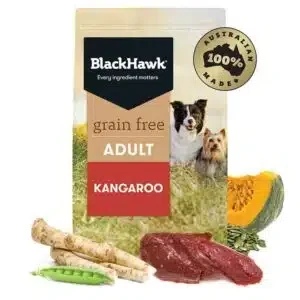 BlackHawk
Every ingredient matters
grain free
ADULT
KANGAROO
AUSTRALIAN
100%
MADE